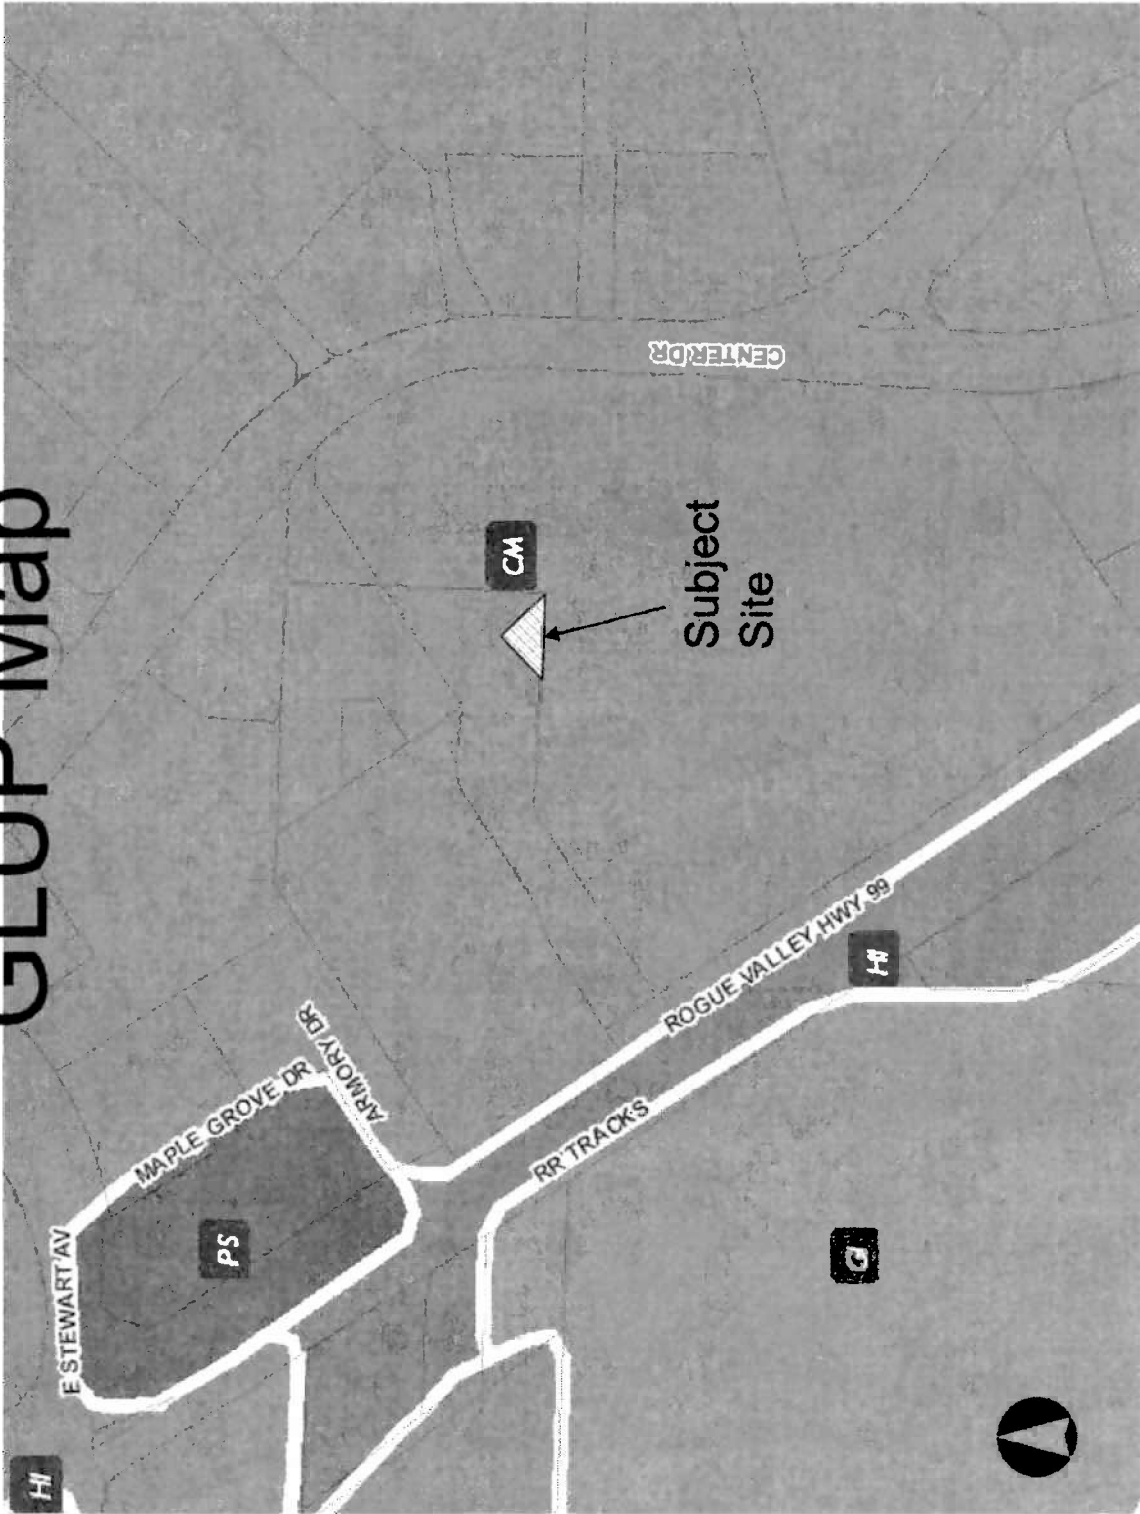 GLUP Map
E STEWART AV
MAPLE GROVE DR
ARMORY DR
PS
HI
CM
Subject
Site
CENTER DR
ROGUE VALLEY HWY 99
RR TRACKS
HI
G